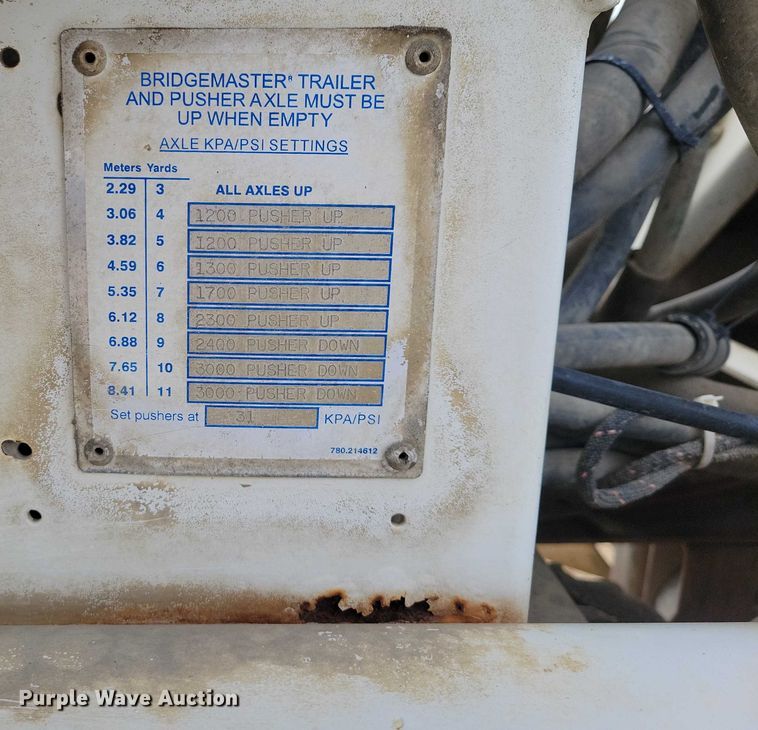 BRIDGEMASTER® TRAILER
AND PUSHER AXLE MUST BE
UP WHEN EMPTY
AXLE KPA/PSI SETTINGS
Meters Yards
2.29 3 ALL AXLES UP
3.06 4 1200 PUSHER UP
3.82 5 1200 PUSHER UP
4.59 6 1300 PUSHER UP
5.35 7 1700 PUSHER UP
6.12 8 2300 PUSHER UP
6.88 9 2400 PUSHER DOWN
7.65 10 3000 PUSHER DOWN
8.41 11 3000 PUSHER DOWN
Set pushers at 31 KPA/PSI
780.214612
Purple Wave Auction